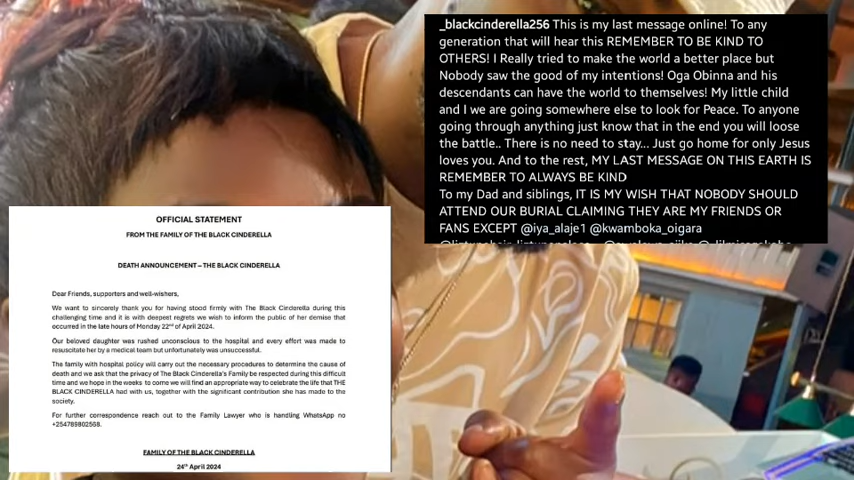 _blackcinderella256 This is my last message online! To any
generation that will hear this REMEMBER TO BE KIND TO
OTHERS! I Really tried to make the world a better place but
Nobody saw the good of my intentions! Oga Obinna and his
descendants can have the world to themselves! My little child
and I we are going somewhere else to look for Peace. To anyone
going through anything just know that in the end you will loose
the battle.. There is no need to stay... Just go home for only Jesus
loves you. And to the rest, MY LAST MESSAGE ON THIS EARTH IS
REMEMBER TO ALWAYS BE KIND
To my Dad and siblings, IT IS MY WISH THAT NOBODY SHOULD
ATTEND OUR BURIAL CLAIMING THEY ARE MY FRIENDS OR
FANS EXCEPT @iya_alaje1 @kwamboka_oigara
OFFICIAL STATEMENT
FROM THE FAMILY OF THE BLACK CINDERELLA
DEATH ANNOUNCEMENT – THE BLACK CINDERELLA
Dear Friends, supporters and well-wishers,
We want to sincerely thank you for having stood firmly with The Black Cinderella during this
challenging time and it is with deepest regrets we wish to inform the public of her demise that
occurred in the late hours of Monday 22nd of April 2024.
Our beloved daughter was rushed unconscious to the hospital and every effort was made to
resuscitate her by a medical team but unfortunately was unsuccessful.
The family with hospital policy will carry out the necessary procedures to determine the cause of
death and we ask that the privacy of The Black Cinderella's Family be respected during this difficult
time and we hope in the weeks to come we will find an appropriate way to celebrate the life that THE
BLACK CINDERELLA had with us, together with the significant contribution she has made to the
society.
For further correspondence reach out to the Family Lawyer who is handling WhatsApp no
+254789802568.
FAMILY OF THE BLACK CINDERELLA
24th April 2024